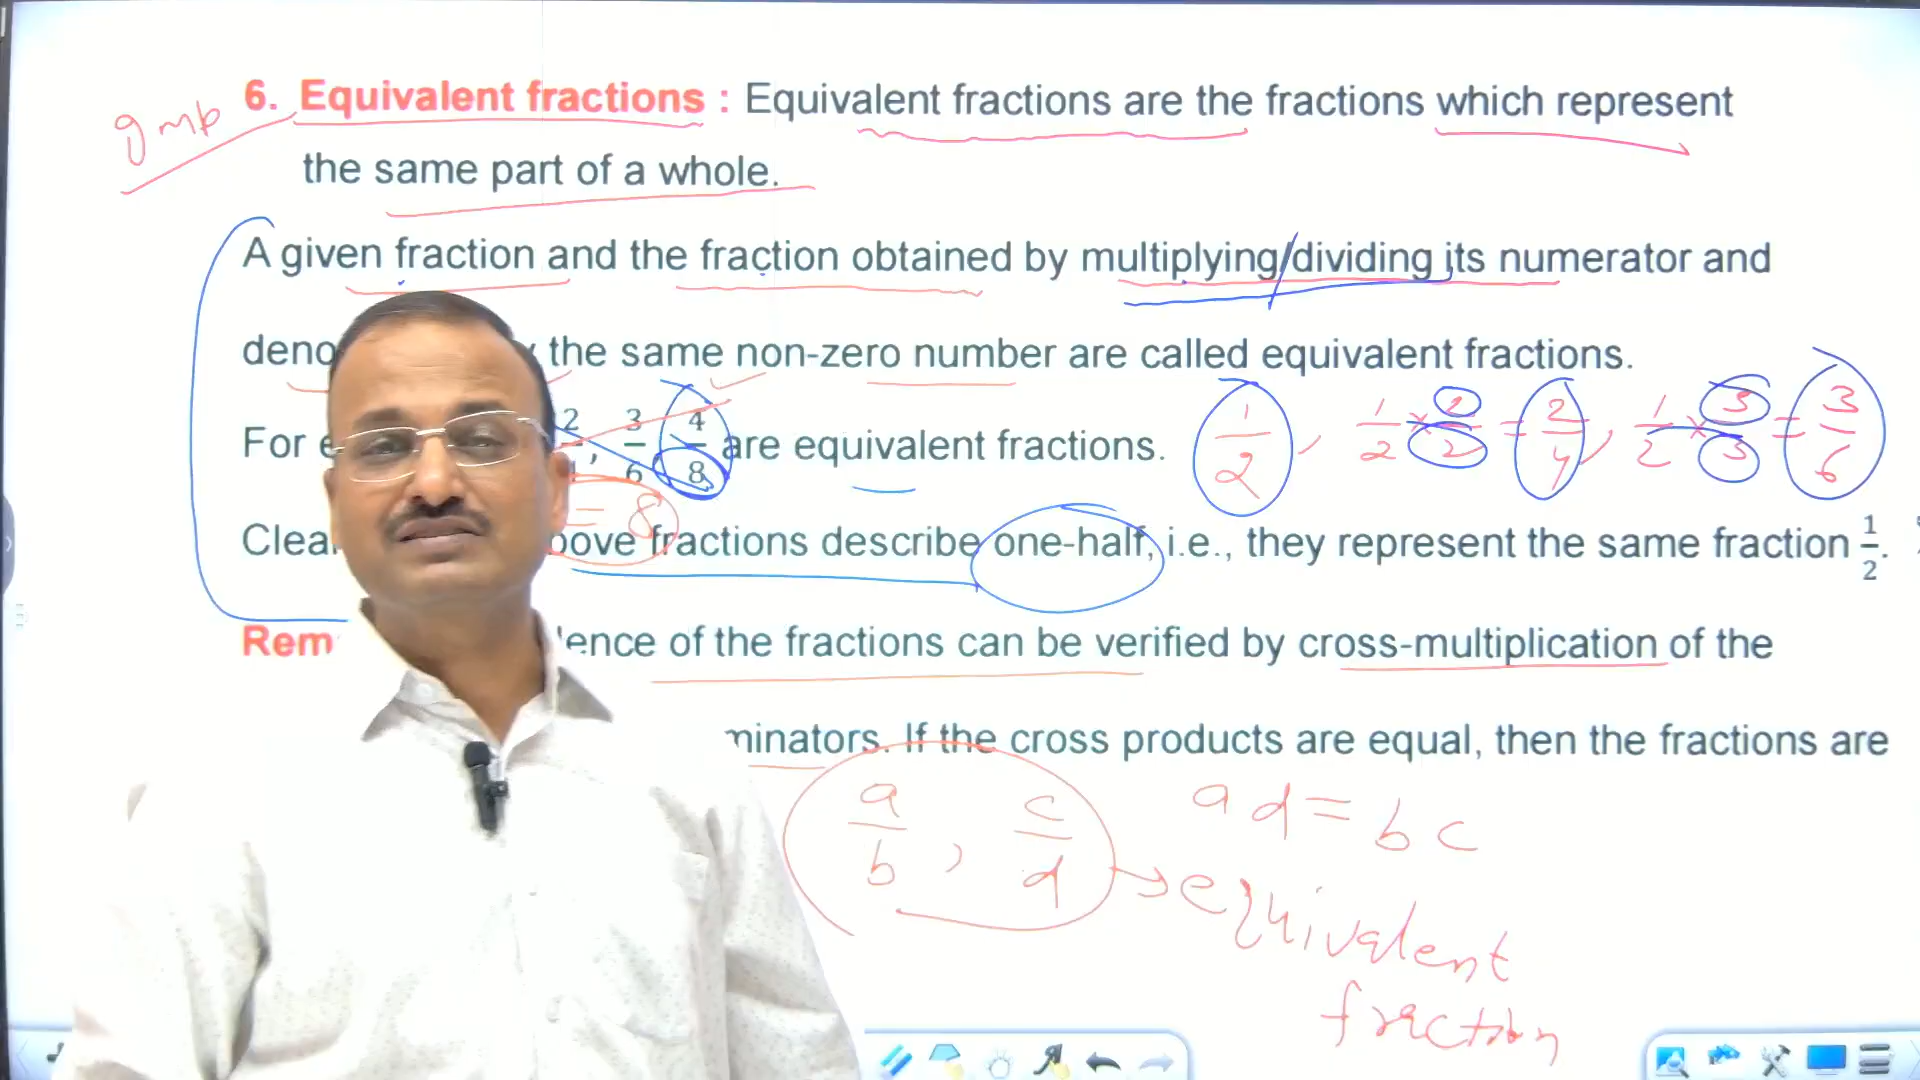 Imp 6. Equivalent fractions : Equivalent fractions are the fractions which represent
the same part of a whole.
A given fraction and the fraction obtained by multiplying/dividing its numerator and
deno the same non-zero number are called equivalent fractions.
For e 2/4, 3/6 4/8 are equivalent fractions. 1/2, 1/2 × 2/2 = 2/4, 1/2 × 3/3 = 3/6
= 8
Clea bove fractions describe one-half, i.e., they represent the same fraction 1/2.
Rem lence of the fractions can be verified by cross-multiplication of the
minators. If the cross products are equal, then the fractions are
a/b, c/d ad = bc
→ equivalent
fraction